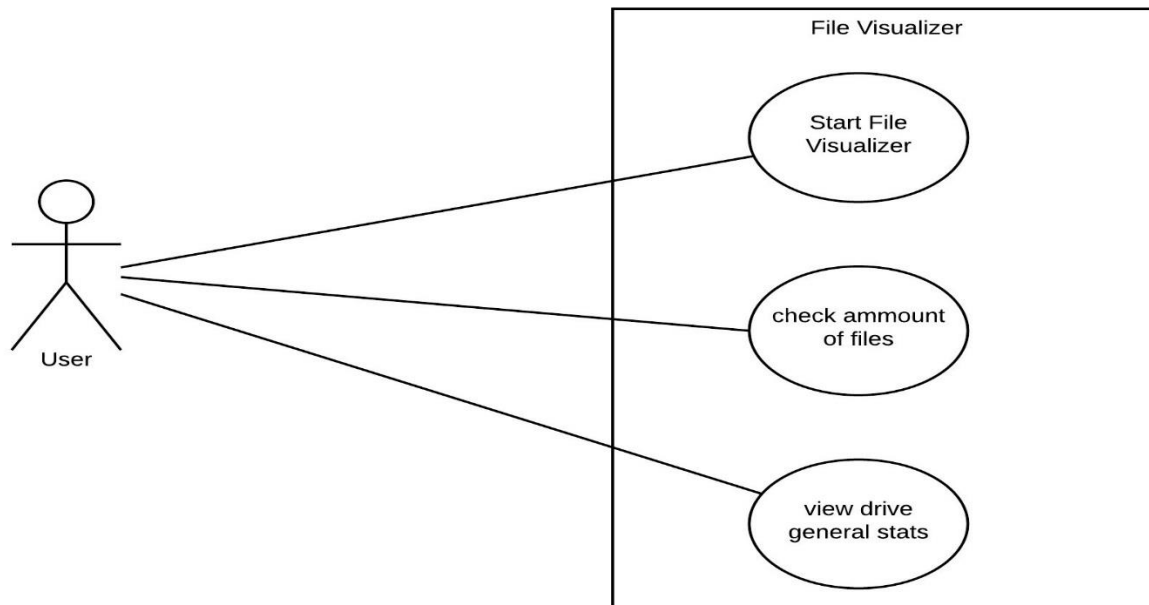 File Visualizer
Start File
Visualizer
check ammount
of files
User
view drive
general stats